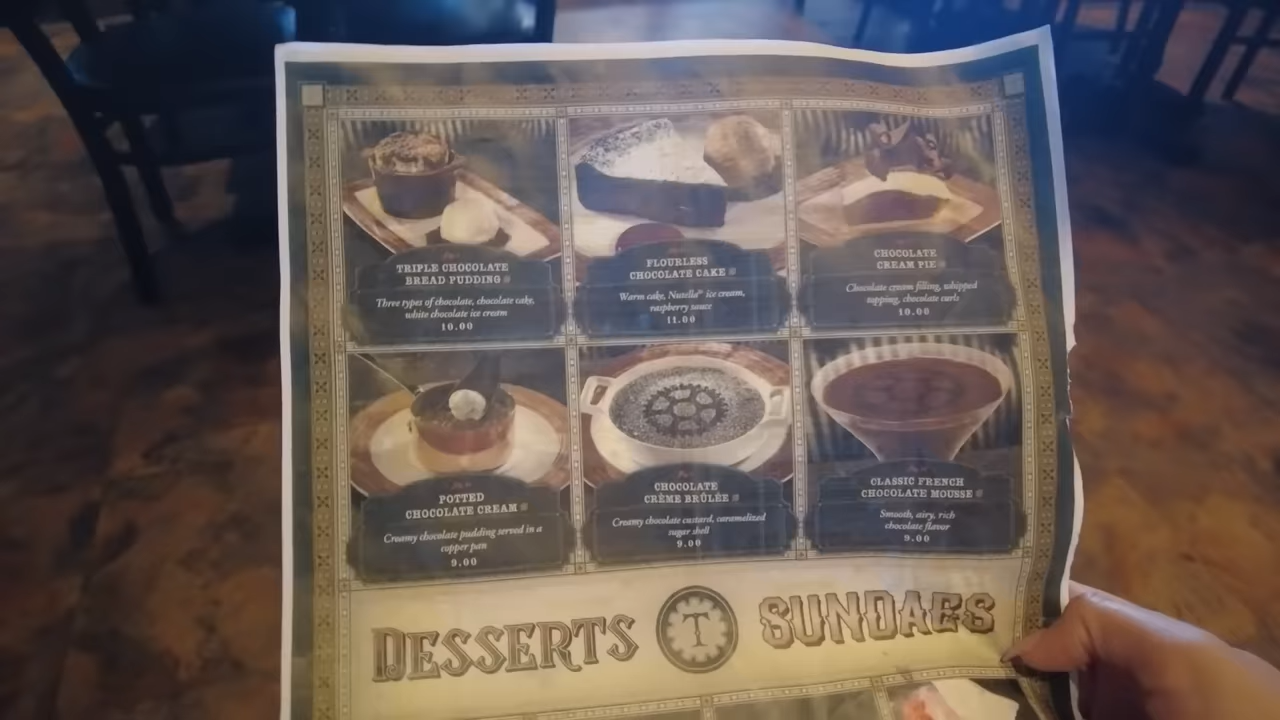 TRIPLE CHOCOLATE
BREAD PUDDING
Three types of chocolate, chocolate cake,
white chocolate ice cream
10.00
FLOURLESS
CHOCOLATE CAKE
Warm cake, Nutella® ice cream,
raspberry sauce
11.00
CHOCOLATE
CREAM PIE
Chocolate cream filling, whipped
topping, chocolate curls
10.00
POTTED
CHOCOLATE CREAM
Creamy chocolate pudding served in a
copper pan
9.00
CHOCOLATE
CRÈME BRÛLÉE
Creamy chocolate custard, caramelized
sugar shell
9.00
CLASSIC FRENCH
CHOCOLATE MOUSSE
Smooth, airy, rich
chocolate flavor
9.00
DESSERTS T SUNDAES